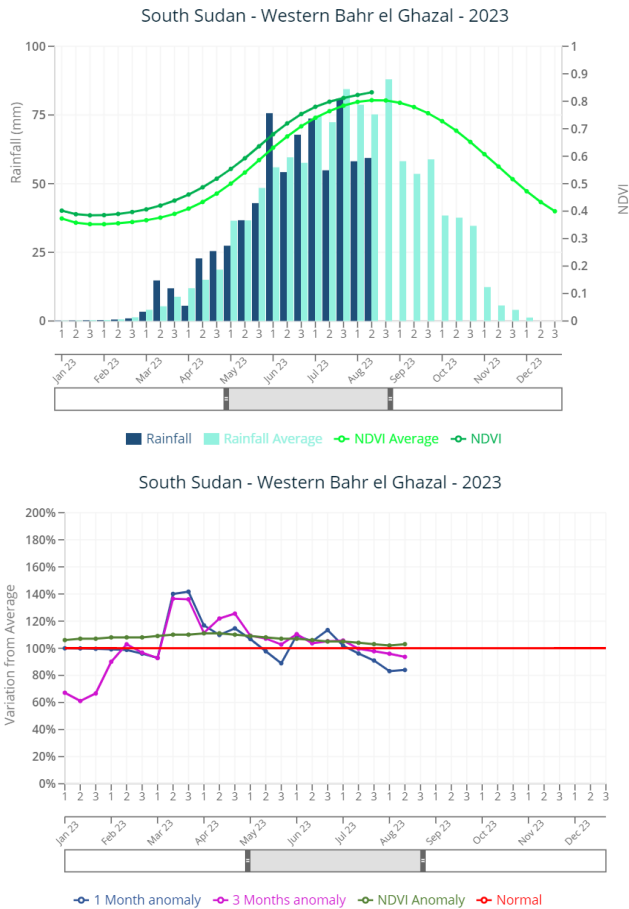 South Sudan - Western Bahr el Ghazal - 2023
100
75
50
25
0
Rainfall (mm)
1
0.9
0.8
0.7
0.6
0.5
0.4
0.3
0.2
0.1
0
NDVI
1 2 3 1 2 3 1 2 3 1 2 3 1 2 3 1 2 3 1 2 3 1 2 3 1 2 3 1 2 3 1 2 3 1 2 3
Jan 23 Feb 23 Mar 23 Apr 23 May 23 Jun 23 Jul 23 Aug 23 Sep 23 Oct 23 Nov 23 Dec 23
Rainfall Rainfall Average NDVI Average NDVI
South Sudan - Western Bahr el Ghazal - 2023
200%
180%
160%
140%
120%
100%
80%
60%
40%
20%
0%
Variation from Average
1 2 3 1 2 3 1 2 3 1 2 3 1 2 3 1 2 3 1 2 3 1 2 3 1 2 3 1 2 3 1 2 3 1 2 3
Jan 23 Feb 23 Mar 23 Apr 23 May 23 Jun 23 Jul 23 Aug 23 Sep 23 Oct 23 Nov 23 Dec 23
1 Month anomaly 3 Months anomaly NDVI Anomaly Normal